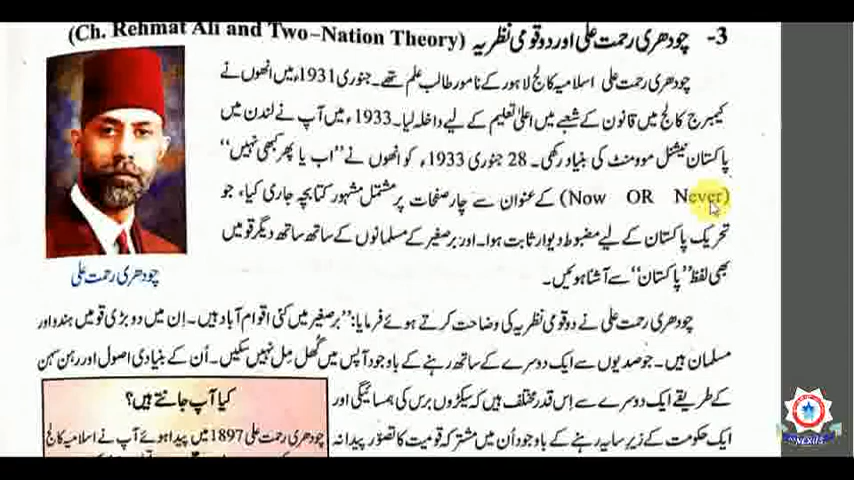 3- چودھری رحمت علی اور دو قومی نظریہ (Ch. Rehmat Ali and Two-Nation Theory)
چودھری رحمت علی اسلامیہ کالج لاہور کے نامور طالب علم تھے۔ جنوری 1931ء میں انھوں نے
کیمبرج کالج میں قانون کے شعبے میں اعلیٰ تعلیم کے لیے داخلہ لیا۔ 1933ء میں آپ نے لندن میں
پاکستان نیشنل موومنٹ کی بنیاد رکھی۔ 28 جنوری 1933ء کو انھوں نے "اب یا پھر کبھی نہیں"
(Now OR Never) کے عنوان سے چار صفحات پر مشتمل مشہور کتابچہ جاری کیا، جو
تحریک پاکستان کے لیے مضبوط دیوار ثابت ہوا۔ اور برصغیر کے مسلمانوں کے ساتھ ساتھ دیگر قومیں
بھی لفظ "پاکستان" سے آشنا ہوئیں۔
چودھری رحمت علی
چودھری رحمت علی نے دو قومی نظریہ کی وضاحت کرتے ہوئے فرمایا: "برصغیر میں کئی اقوام آباد ہیں۔ اِن میں دو بڑی قومیں ہندو اور
مسلمان ہیں۔ جو صدیوں سے ایک دوسرے کے ساتھ رہنے کے باوجود آپس میں گھل مل نہیں سکیں۔ اُن کے بنیادی اصول اور رہن سہن
کے طریقے ایک دوسرے سے اِس قدر مختلف ہیں کہ سیکڑوں برس کی ہمسائیگی اور
ایک حکومت کے زیرِ سایہ رہنے کے باوجود اُن میں مشترکہ قومیت کا تصوّر پیدا نہ
کیا آپ جانتے ہیں؟
چودھری رحمت علی 1897 میں پیدا ہوئے آپ نے اسلامیہ کالج
NEXUS